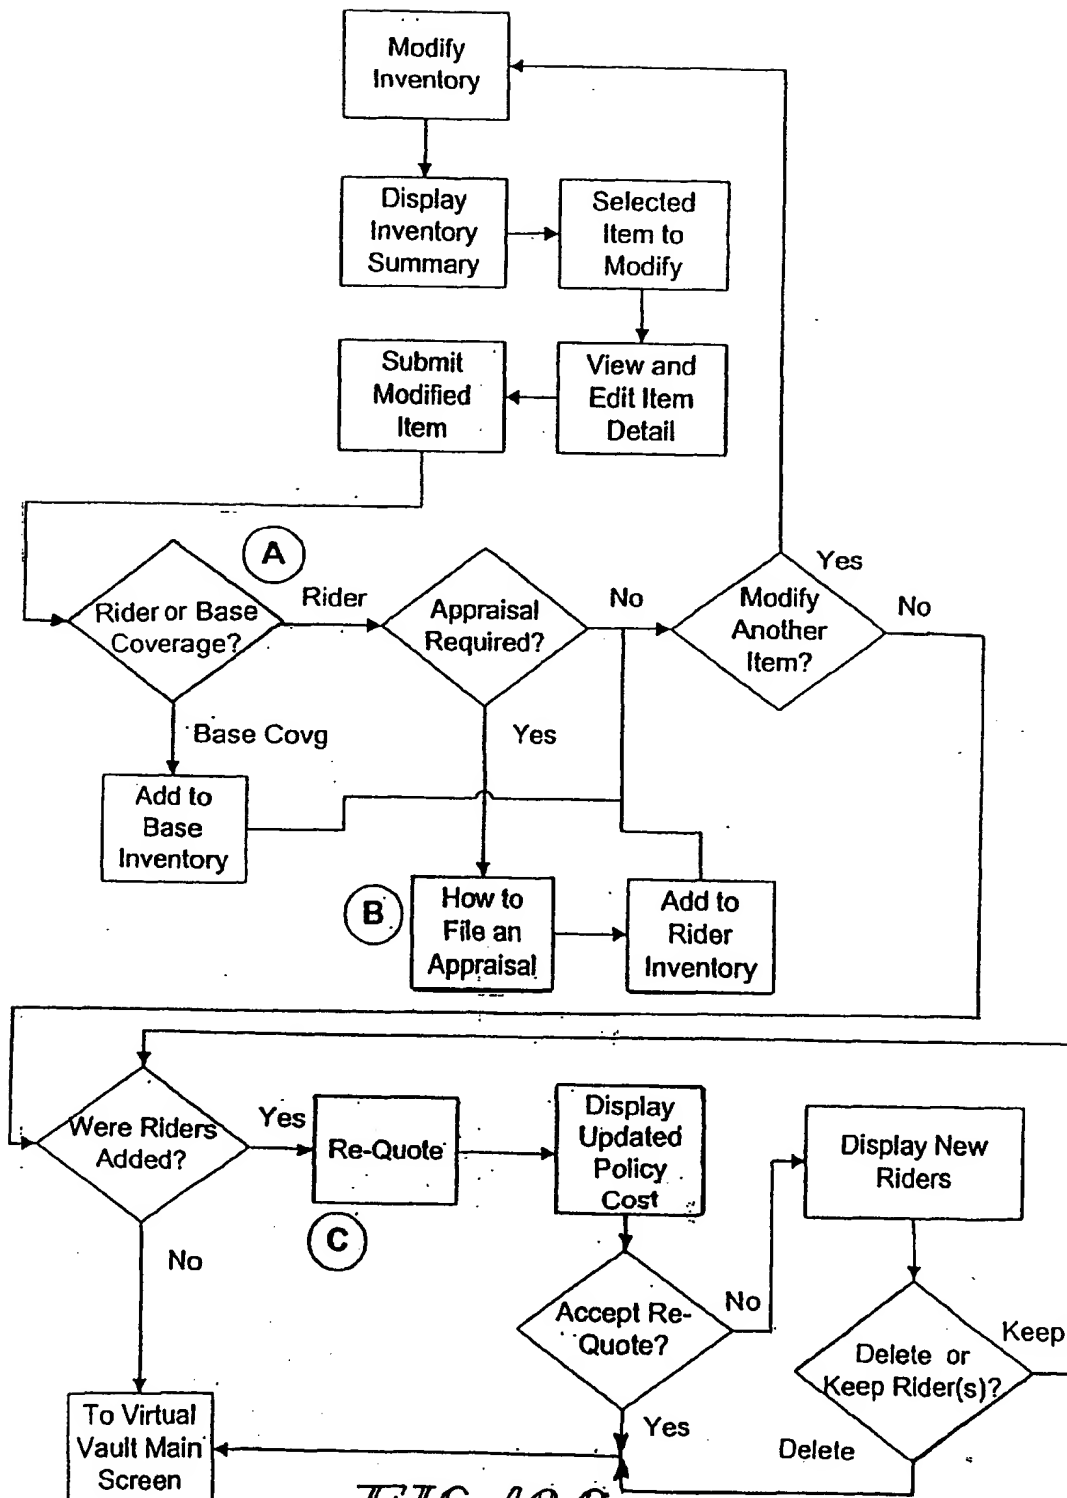 Modify
Inventory
Display
Inventory
Summary
Selected
Item to
Modify
Submit
Modified
Item
View and
Edit Item
Detail
A
Rider or Base
Coverage?
Rider
Appraisal
Required?
No
Modify
Another
Item?
Yes
No
Base Covg
Yes
Add to
Base
Inventory
B
How to
File an
Appraisal
Add to
Rider
Inventory
Were Riders
Added?
Yes
Re-Quote
C
Display
Updated
Policy
Cost
Display New
Riders
No
Accept Re-
Quote?
No
Delete or
Keep Rider(s)?
Keep
Yes
Delete
To Virtual
Vault Main
Screen